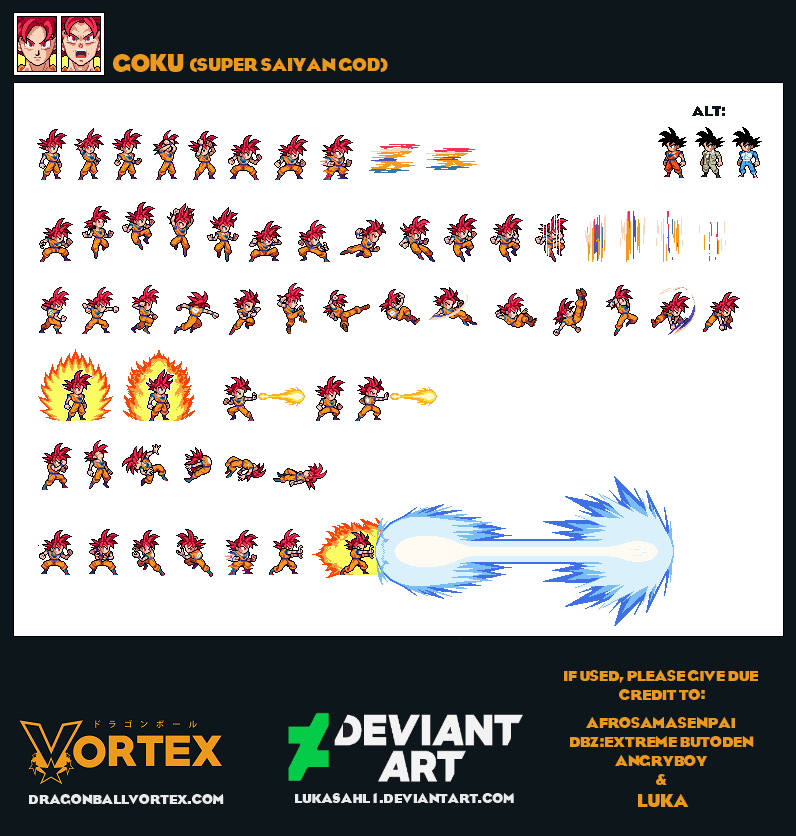 GOKU (SUPER SAIYAN GOD)
ALT:
IF USED, PLEASE GIVE DUE
CREDIT TO:
AFROSAMASENPAI
DBZ:EXTREME BUTODEN
ANGRYBOY
&
LUKA
ドラゴンボール
VORTEX
DRAGONBALLVORTEX.COM
DEVIANT
ART
LUKASAHL1.DEVIANTART.COM